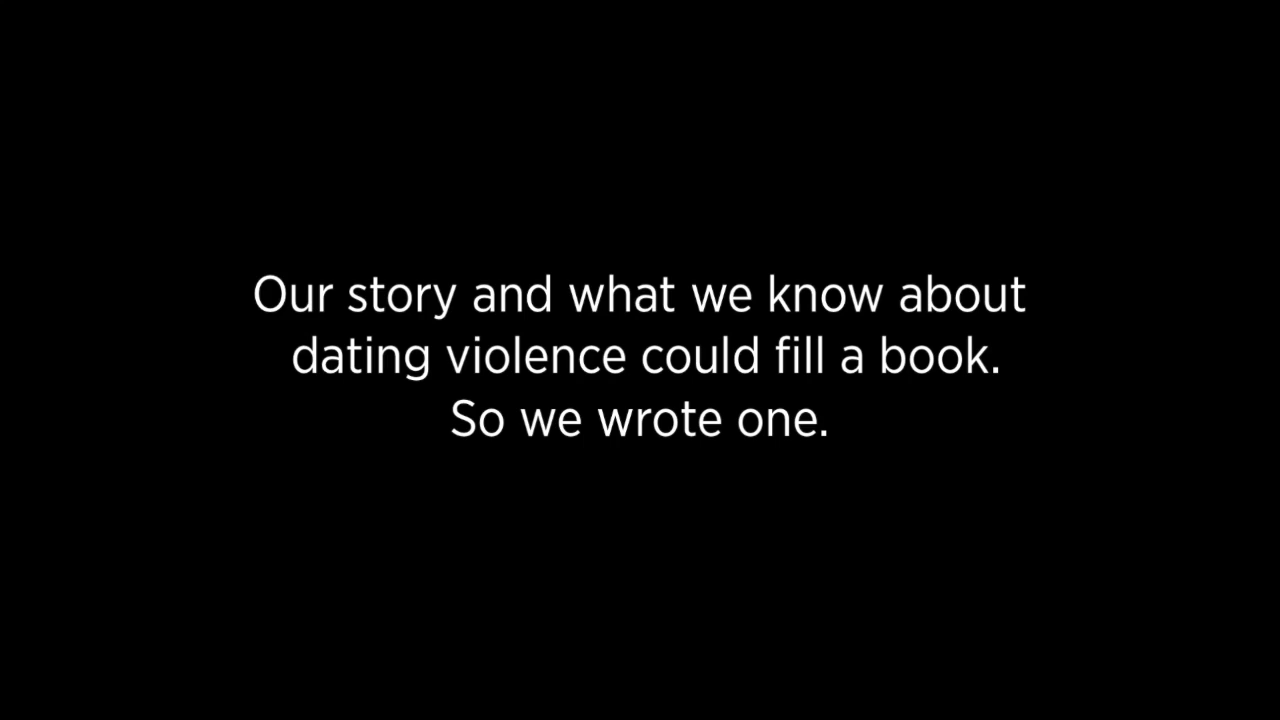 Our story and what we know about
dating violence could fill a book.
So we wrote one.